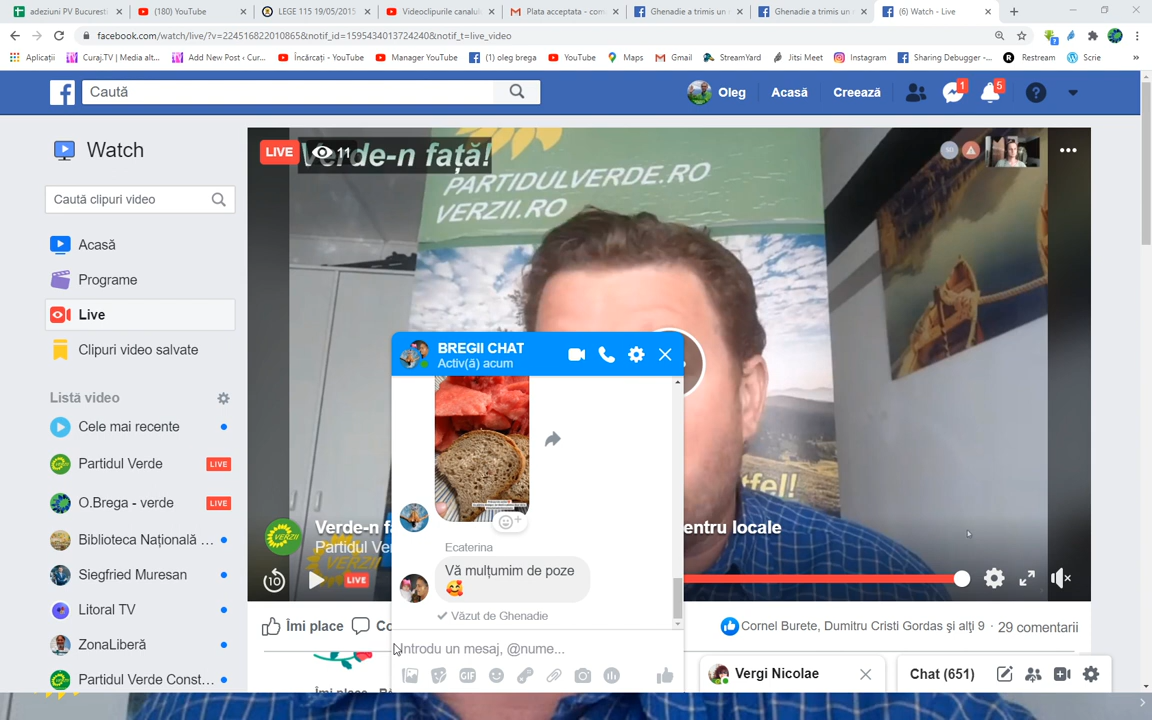 adeziuni PV Bucuresti
(180) YouTube
LEGE 115 19/05/2015
Videoclipurile canalul
Plata acceptata - com
Ghenadie a trimis un
Ghenadie a trimis un
(6) Watch - Live
facebook.com/watch/live/?v=224516822010865&notif_id=1595434013724240&notif_t=live_video
Aplicații
Curaj.TV | Media alt...
Add New Post ‹ Cur...
Încărcați - YouTube
Manager YouTube
(1) oleg brega
YouTube
Maps
Gmail
StreamYard
Jitsi Meet
Instagram
Sharing Debugger -...
Restream
Scrie
Caută
Oleg
Acasă
Creează
1
5
Watch
Caută clipuri video
Acasă
Programe
Live
Clipuri video salvate
Listă video
Cele mai recente
Partidul Verde LIVE
O.Brega - verde LIVE
Biblioteca Națională ...
Siegfried Muresan
Litoral TV
ZonaLiberă
Partidul Verde Const...
LIVE 11
Verde-n față!
PARTIDULVERDE.RO
VERZII.RO
BREGII CHAT
Activ(ă) acum
Ecaterina
Vă mulțumim de poze
Văzut de Ghenadie
Introdu un mesaj, @nume...
GIF
VERZII
Verde-n f
entru locale
Partidul Ve
10
LIVE
Îmi place
Co
Cornel Burete, Dumitru Cristi Gordas și alți 9 · 29 comentarii
Vergi Nicolae
Chat (651)